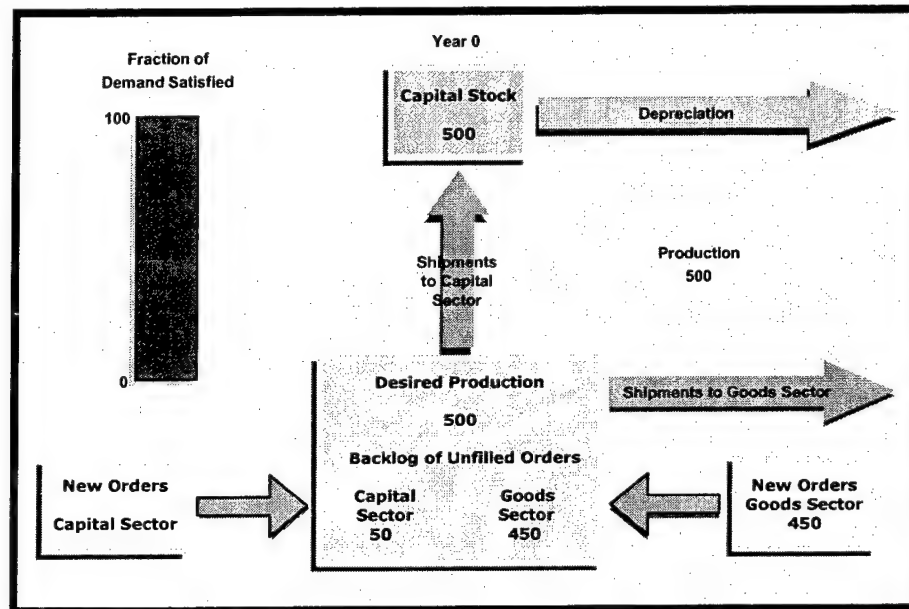 Year 0
Fraction of
Demand Satisfied
100
0
Capital Stock
500
Depreciation
Shipments
to Capital
Sector
Production
500
Desired Production
500
Shipments to Goods Sector
Backlog of Unfilled Orders
Capital
Sector
50
Goods
Sector
450
New Orders
Capital Sector
New Orders
Goods Sector
450